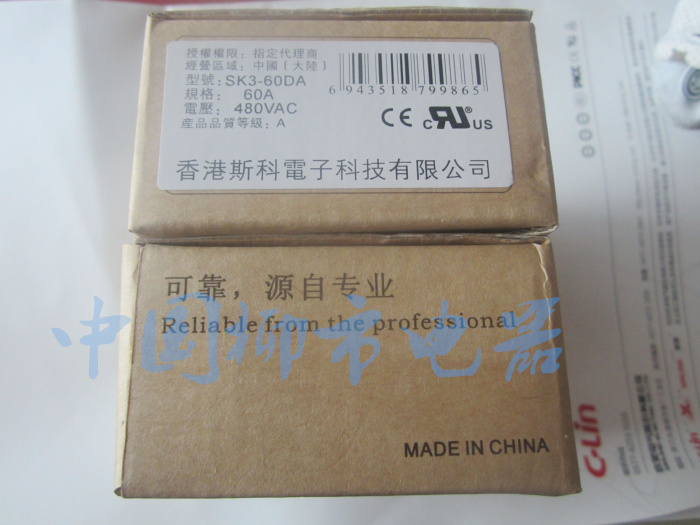 授權權限：指定代理商
經營區域：中國（大陸）
型號：SK3-60DA
規格： 60A
電壓： 480VAC
產品品質等級：A
6 943518 799865
CE c UR US
香港斯科電子科技有限公司
可靠，源自专业
Reliable from the professional
中国柳市电器
MADE IN CHINA
C-Lin